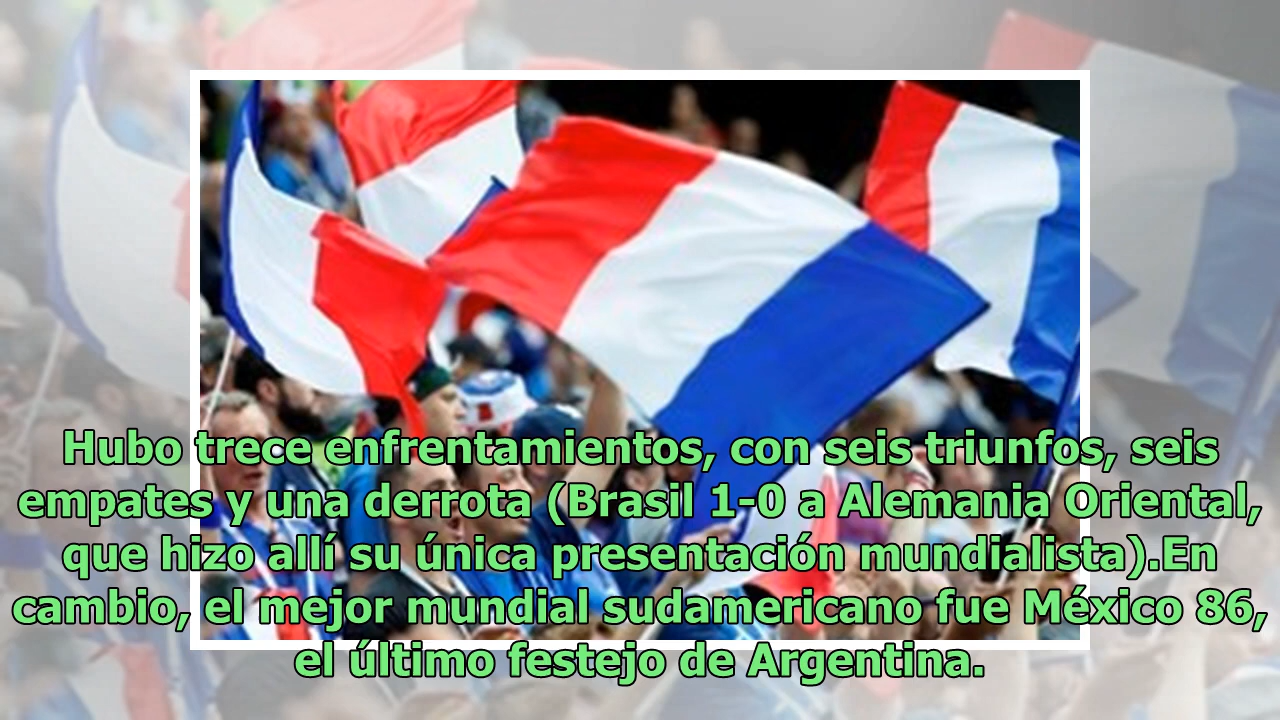 Hubo trece enfrentamientos, con seis triunfos, seis
empates y una derrota (Brasil 1-0 a Alemania Oriental,
que hizo allí su única presentación mundialista).En
cambio, el mejor mundial sudamericano fue México 86,
el último festejo de Argentina.